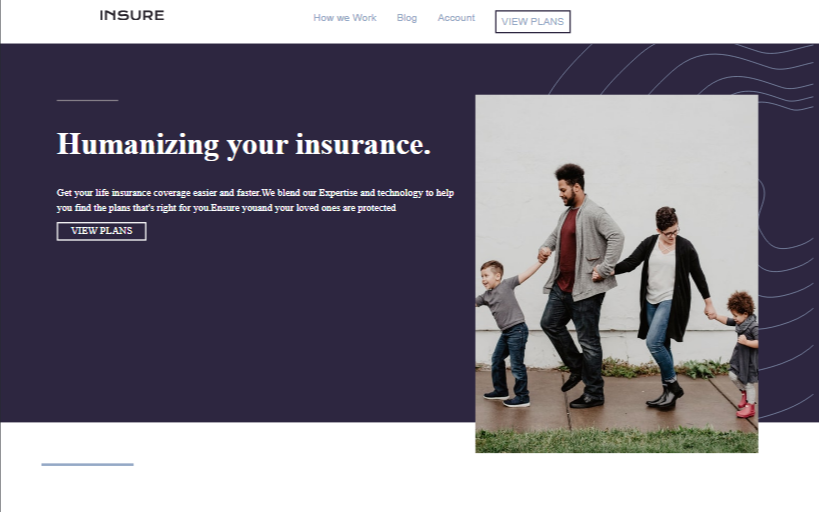 INSURE
How we Work
Blog
Account
VIEW PLANS
Humanizing your insurance.
Get your life insurance coverage easier and faster.We blend our Expertise and technology to help
you find the plans that's right for you.Ensure youand your loved ones are protected
VIEW PLANS